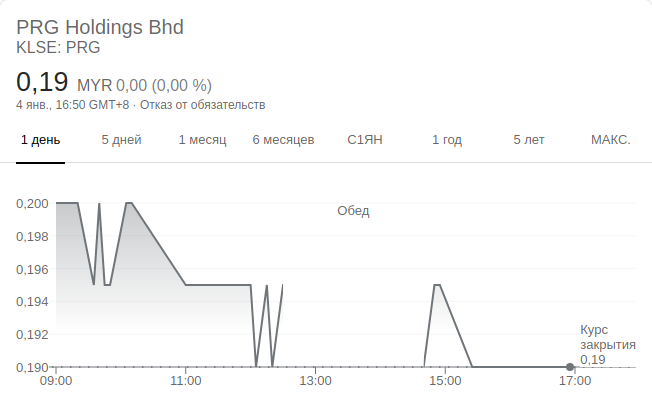 PRG Holdings Bhd
KLSE: PRG
0,19 MYR 0,00 (0,00 %)
4 янв., 16:50 GMT+8 · Отказ от обязательств
1 день 5 дней 1 месяц 6 месяцев С1ЯН 1 год 5 лет МАКС.
Обед
0,200
0,198
0,196
0,194
0,192
0,190
Курс
закрытия
0,19
09:00 11:00 13:00 15:00 17:00